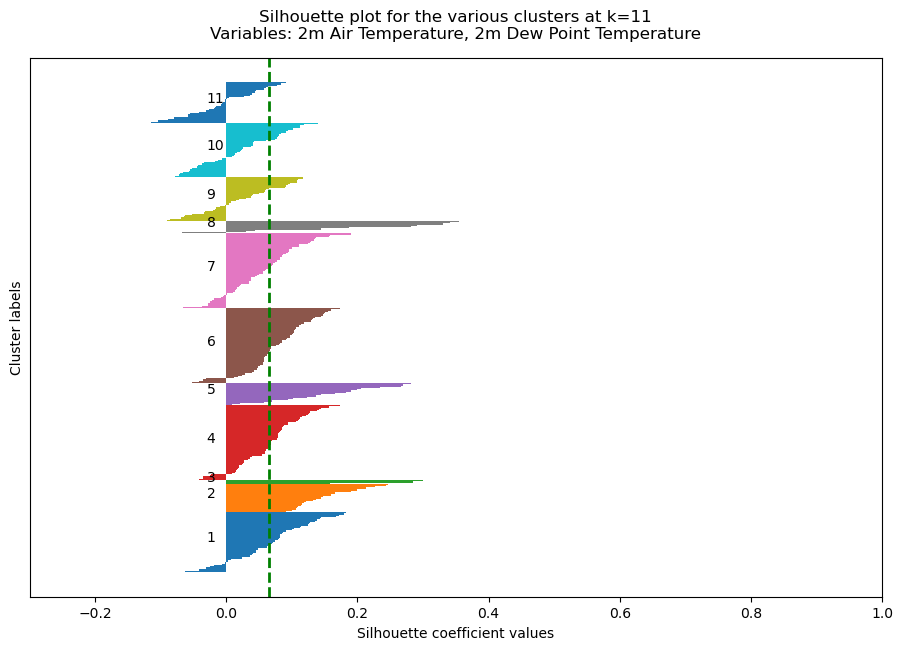 Silhouette plot for the various clusters at k=11
Variables: 2m Air Temperature, 2m Dew Point Temperature
Cluster labels
11
10
9
8
7
6
5
4
3
2
1
−0.2 0.0 0.2 0.4 0.6 0.8 1.0
Silhouette coefficient values